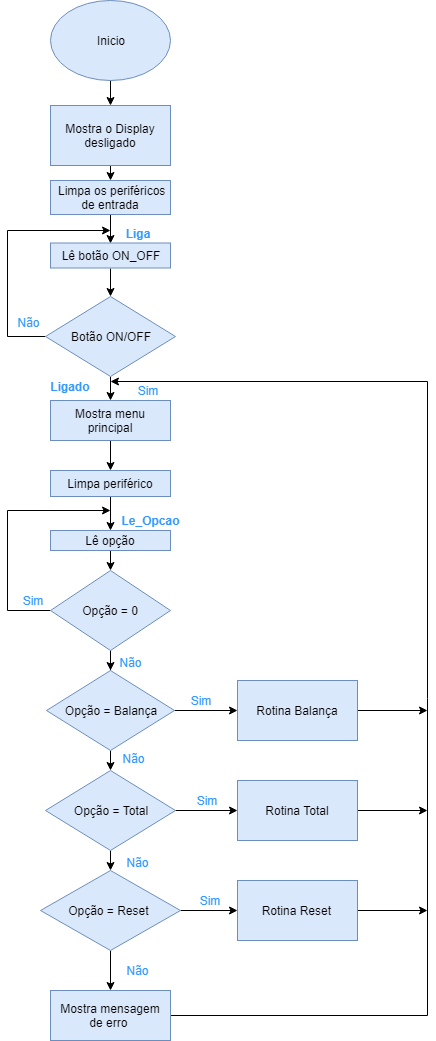 Inicio
Mostra o Display
desligado
Limpa os periféricos
de entrada
Liga
Lê botão ON_OFF
Não
Botão ON/OFF
Ligado
Sim
Mostra menu
principal
Limpa periférico
Le_Opcao
Lê opção
Sim
Opção = 0
Não
Opção = Balança
Sim
Rotina Balança
Não
Opção = Total
Sim
Rotina Total
Não
Opção = Reset
Sim
Rotina Reset
Não
Mostra mensagem
de erro